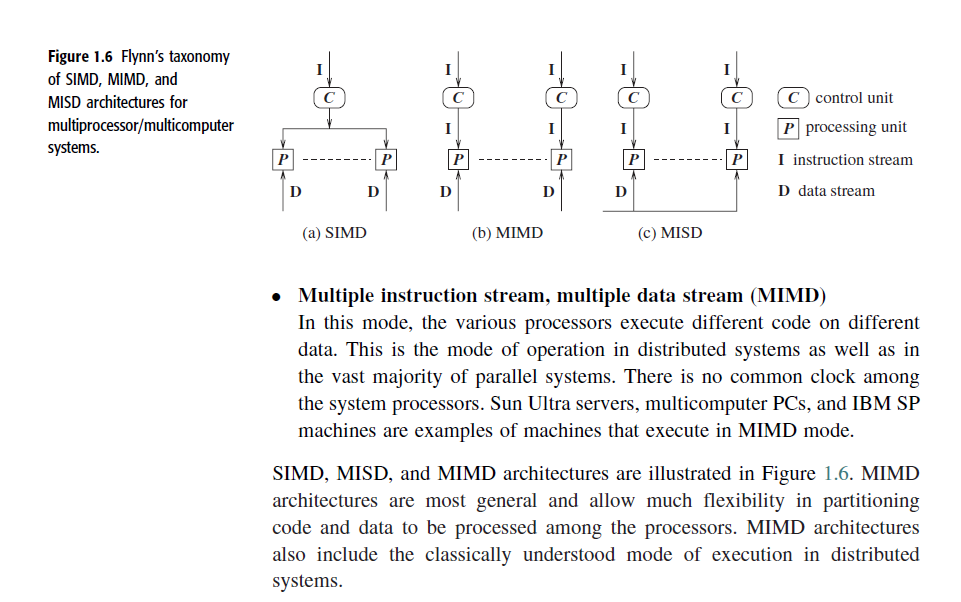 Figure 1.6 Flynn's taxonomy
of SIMD, MIMD, and
MISD architectures for
multiprocessor/multicomputer
systems.
I I I I I
C C C C C C control unit
I I I I P processing unit
P P P P P P I instruction stream
D D D D D D data stream
(a) SIMD (b) MIMD (c) MISD
• Multiple instruction stream, multiple data stream (MIMD)
In this mode, the various processors execute different code on different
data. This is the mode of operation in distributed systems as well as in
the vast majority of parallel systems. There is no common clock among
the system processors. Sun Ultra servers, multicomputer PCs, and IBM SP
machines are examples of machines that execute in MIMD mode.
SIMD, MISD, and MIMD architectures are illustrated in Figure 1.6. MIMD
architectures are most general and allow much flexibility in partitioning
code and data to be processed among the processors. MIMD architectures
also include the classically understood mode of execution in distributed
systems.